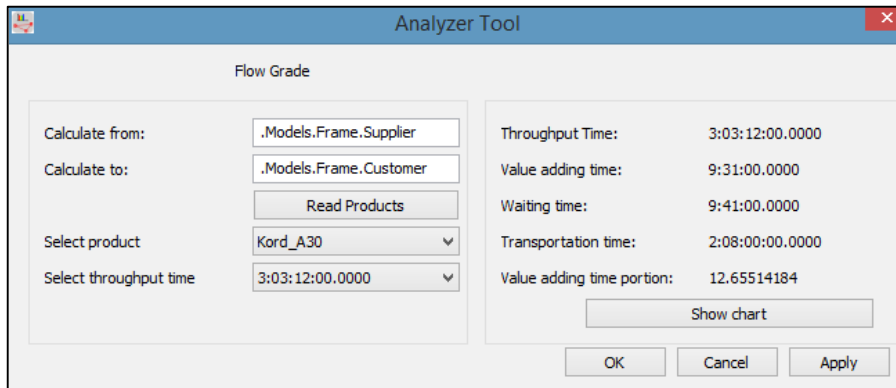 Analyzer Tool
Flow Grade
Calculate from: .Models.Frame.Supplier
Calculate to: .Models.Frame.Customer
Read Products
Select product Kord_A30
Select throughput time 3:03:12:00.0000
Throughput Time: 3:03:12:00.0000
Value adding time: 9:31:00.0000
Waiting time: 9:41:00.0000
Transportation time: 2:08:00:00.0000
Value adding time portion: 12.65514184
Show chart
OK Cancel Apply